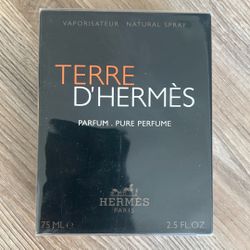 VAPORISATEUR NATURAL SPRAY
TERRE
D'HERMÈS
PARFUM . PURE PERFUME
HERMÈS
PARIS
75 ML ℮ 2.5 FL.OZ